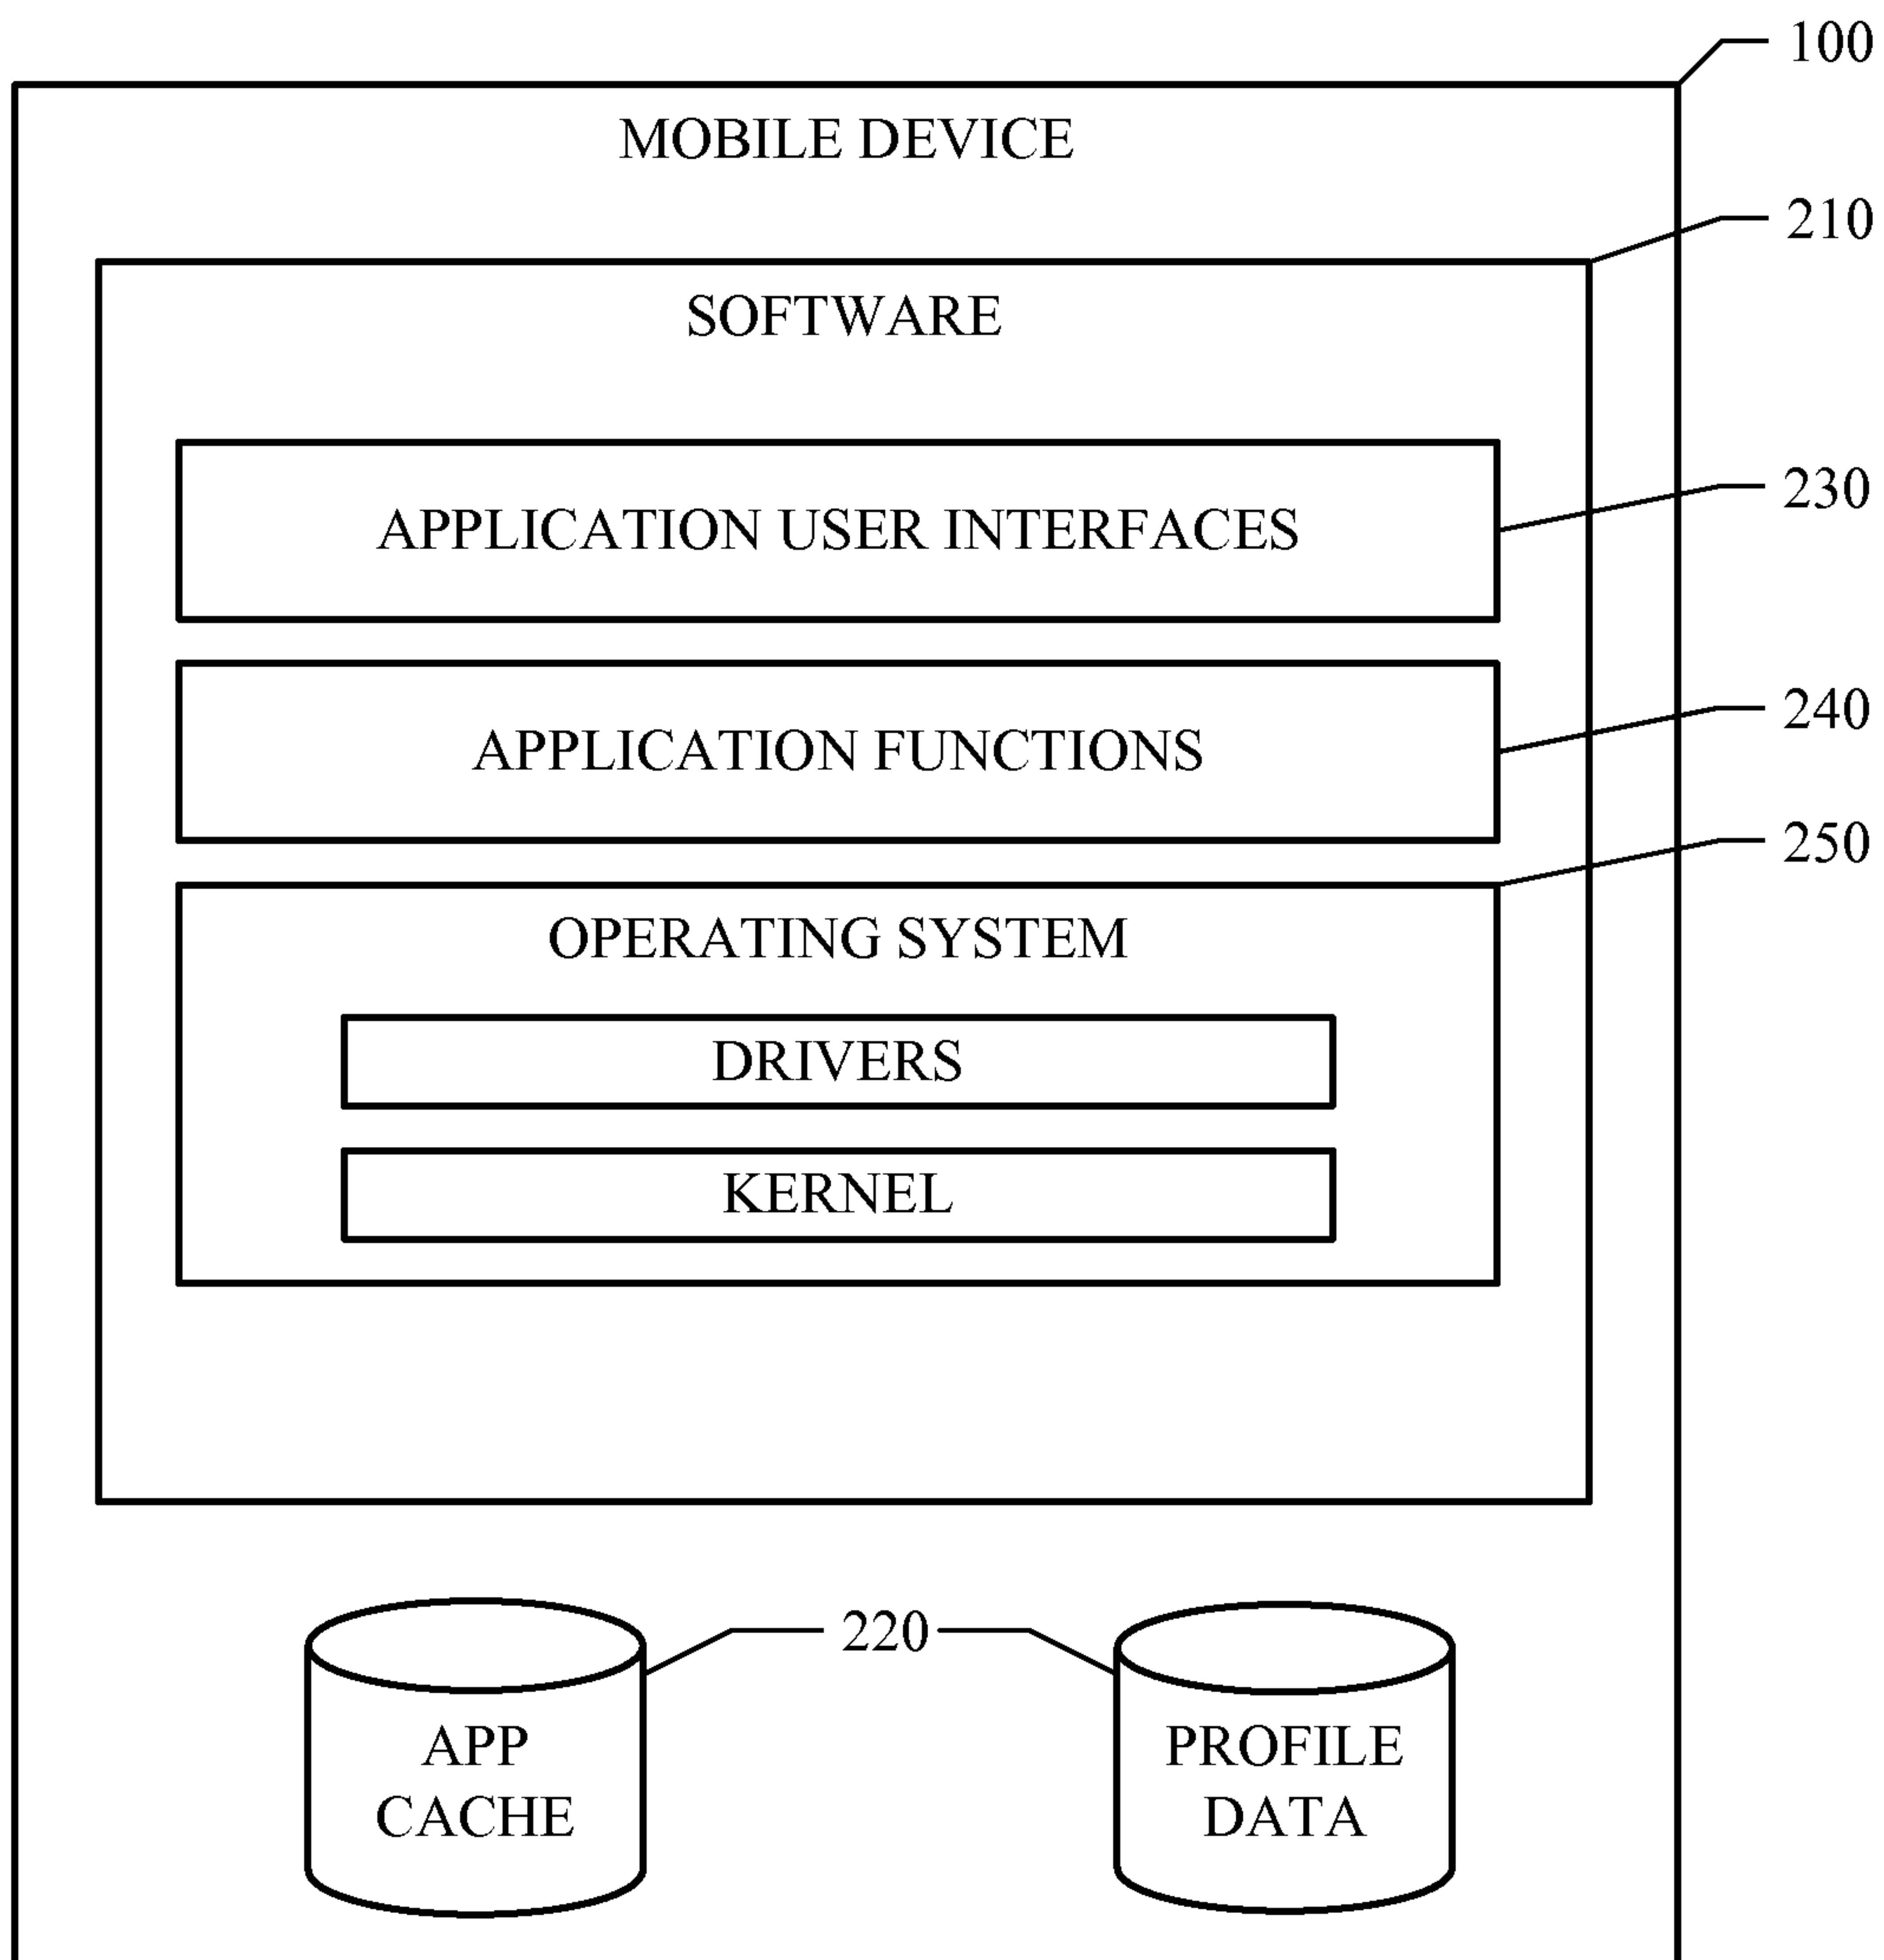 100
MOBILE DEVICE
210
SOFTWARE
230
APPLICATION USER INTERFACES
240
APPLICATION FUNCTIONS
250
OPERATING SYSTEM
DRIVERS
KERNEL
220
APP
CACHE
PROFILE
DATA